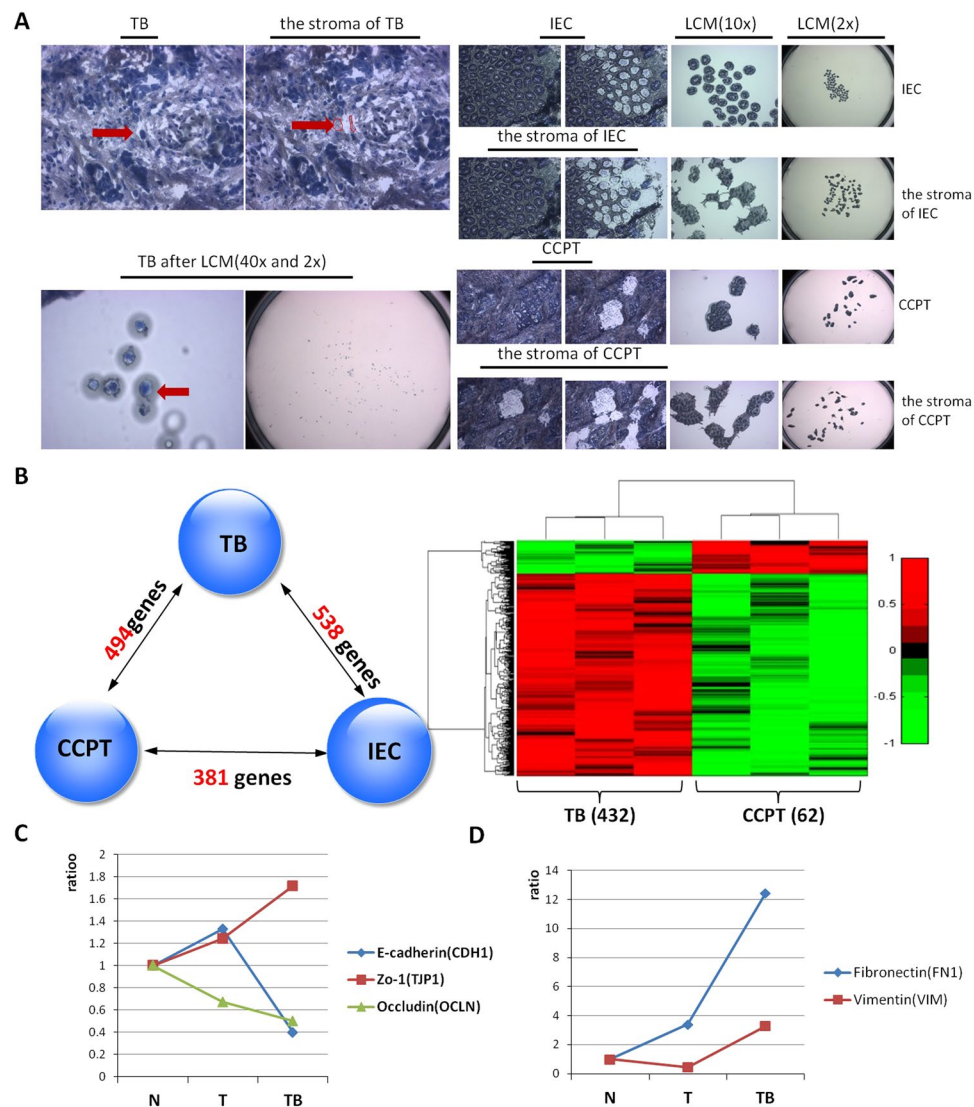 A
TB
the stroma of TB
IEC
LCM(10x)
LCM(2x)
IEC
the stroma of IEC
the stroma
of IEC
TB after LCM(40x and 2x)
CCPT
CCPT
the stroma of CCPT
the stroma
of CCPT
B
TB
494genes
538 genes
CCPT
IEC
381 genes
1
0.5
0
-0.5
-1
TB (432)
CCPT (62)
C
ratioo
2
1.8
1.6
1.4
1.2
1
0.8
0.6
0.4
0.2
0
N
T
TB
E-cadherin(CDH1)
Zo-1(TJP1)
Occludin(OCLN)
D
ratio
14
12
10
8
6
4
2
0
N
T
TB
Fibronectin(FN1)
Vimentin(VIM)